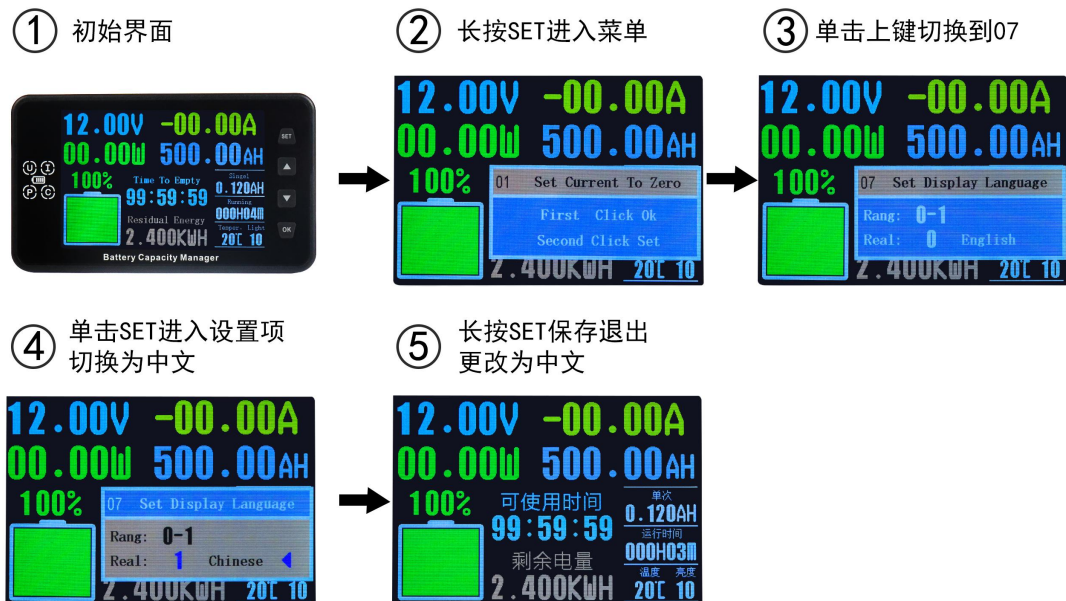 ① 初始界面
② 长按SET进入菜单
③ 单击上键切换到07
12.00V -00.00A
00.00W 500.00AH
100%
Time To Empty
99:59:59
Residual Energy
2.400KWH
Singel
0.120AH
Running
000H04M
Temper. Light
20℃ 10
U I
P C
SET
▲
▼
OK
Battery Capacity Manager
12.00V -00.00A
00.00W 500.00AH
100%
01 Set Current To Zero
First Click Ok
Second Click Set
2.400KWH 20℃ 10
12.00V -00.00A
00.00W 500.00AH
100%
07 Set Display Language
Rang: 0-1
Real: 0 English
2.400KWH 20℃ 10
④ 单击SET进入设置项
切换为中文
⑤ 长按SET保存退出
更改为中文
12.00V -00.00A
00.00W 500.00AH
100%
07 Set Display Language
Rang: 0-1
Real: 1 Chinese
2.400KWH 20℃ 10
12.00V -00.00A
00.00W 500.00AH
100%
可使用时间
99:59:59
剩余电量
2.400KWH
单次
0.120AH
运行时间
000H03M
温度 亮度
20℃ 10